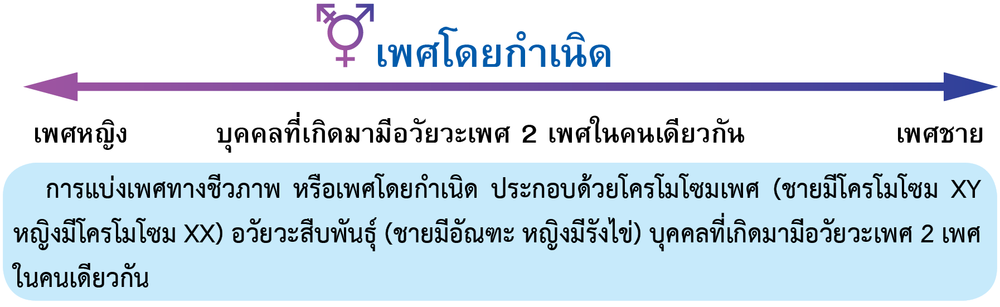 เพศโดยกำเนิด
เพศหญิง บุคคลที่เกิดมามีอวัยวะเพศ 2 เพศในคนเดียวกัน เพศชาย
การแบ่งเพศทางชีวภาพ หรือเพศโดยกำเนิด ประกอบด้วยโครโมโซมเพศ (ชายมีโครโมโซม XY
หญิงมีโครโมโซม XX) อวัยวะสืบพันธุ์ (ชายมีอัณฑะ หญิงมีรังไข่) บุคคลที่เกิดมามีอวัยวะเพศ 2 เพศ
ในคนเดียวกัน